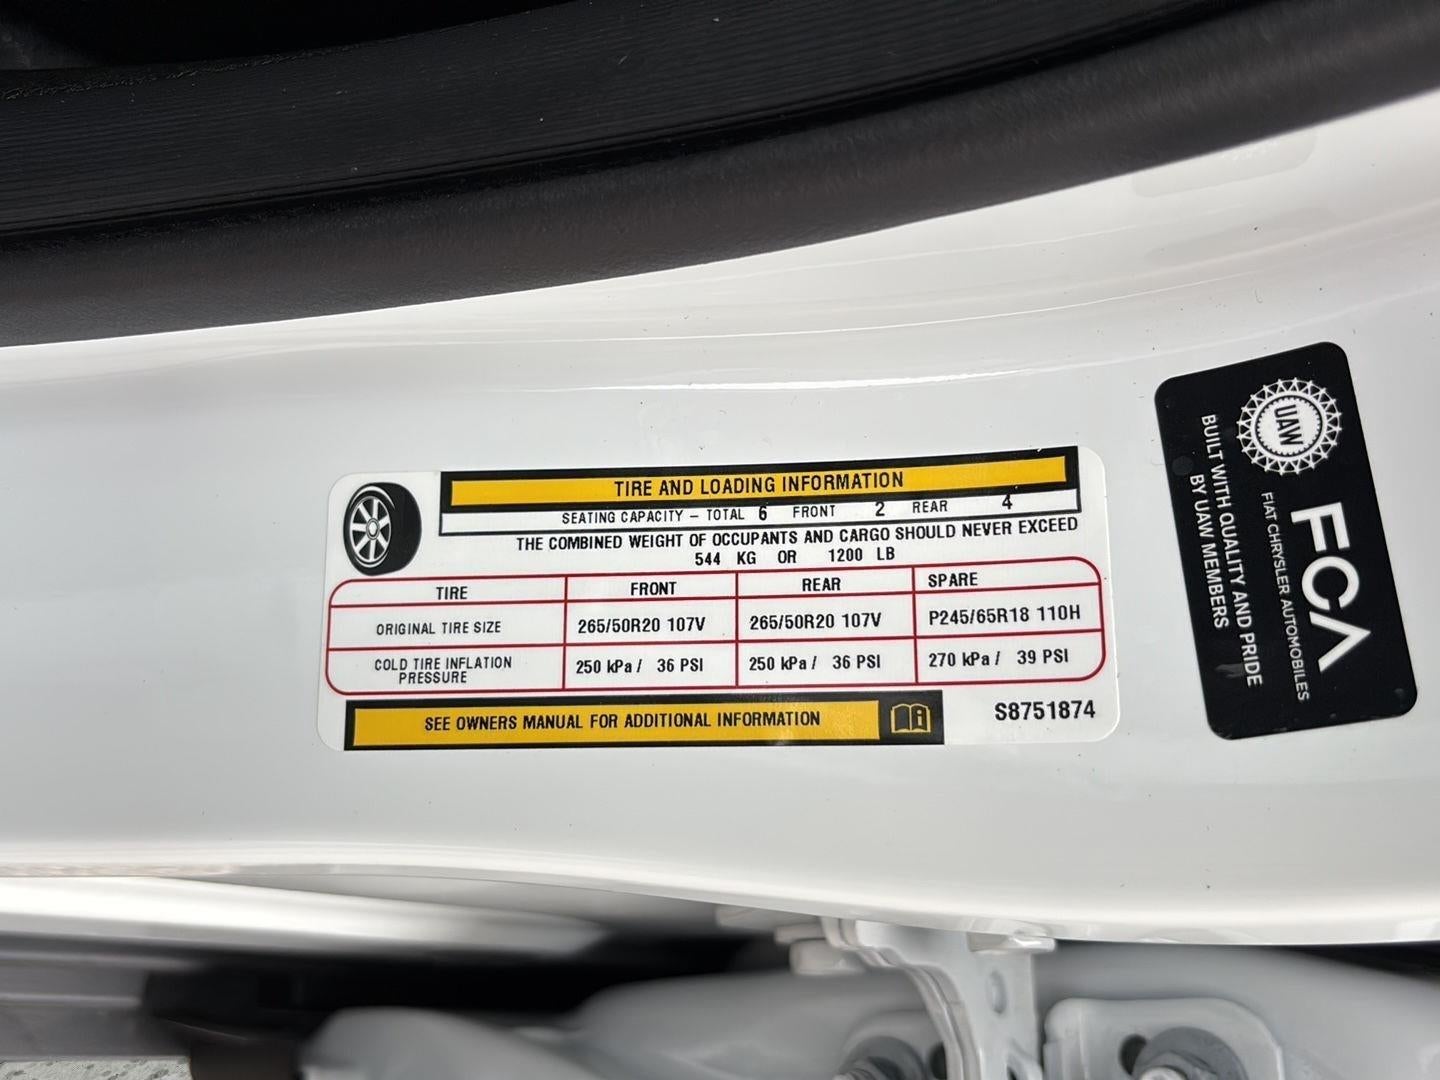 TIRE AND LOADING INFORMATION
SEATING CAPACITY – TOTAL 6 FRONT 2 REAR 4
THE COMBINED WEIGHT OF OCCUPANTS AND CARGO SHOULD NEVER EXCEED
544 KG OR 1200 LB
TIRE FRONT REAR SPARE
ORIGINAL TIRE SIZE 265/50R20 107V 265/50R20 107V P245/65R18 110H
COLD TIRE INFLATION PRESSURE 250 kPa / 36 PSI 250 kPa / 36 PSI 270 kPa / 39 PSI
SEE OWNERS MANUAL FOR ADDITIONAL INFORMATION
S8751874
FCA
FIAT CHRYSLER AUTOMOBILES
UAW
BUILT WITH QUALITY AND PRIDE
BY UAW MEMBERS